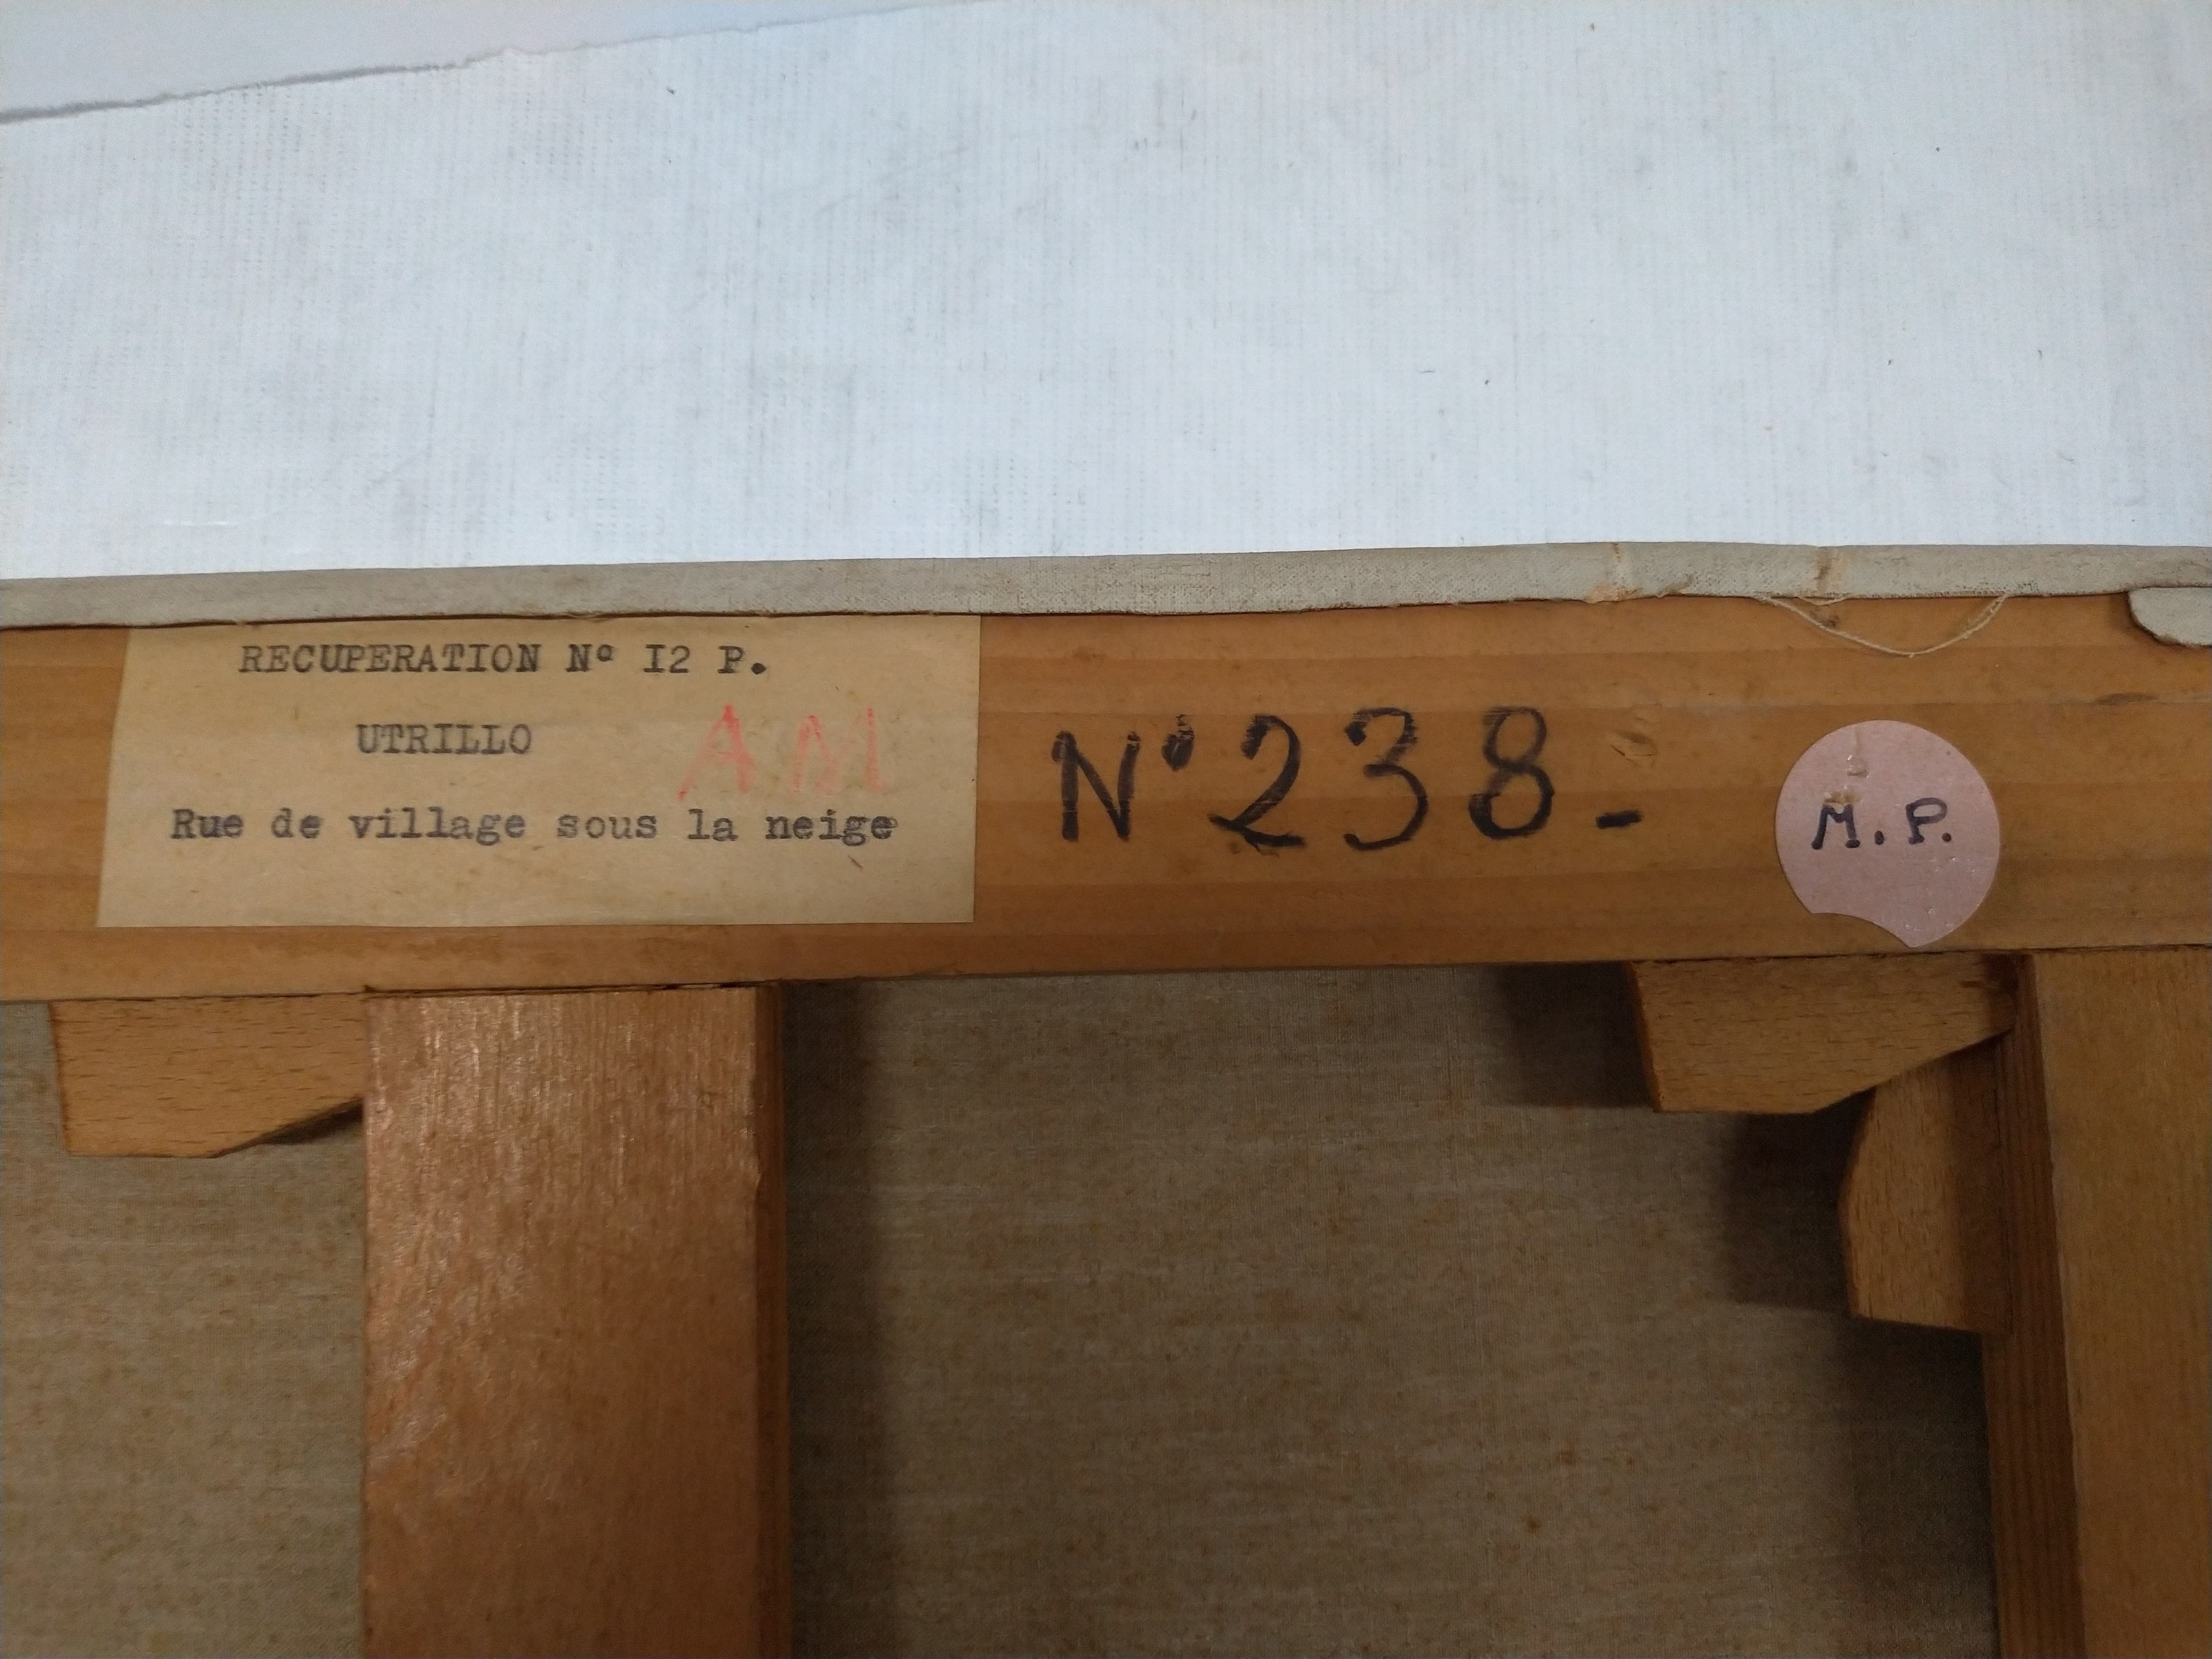 RECUPERATION Nº I2 P.
UTRILLO
AM
Rue de village sous la neige
N° 238-
M.P.